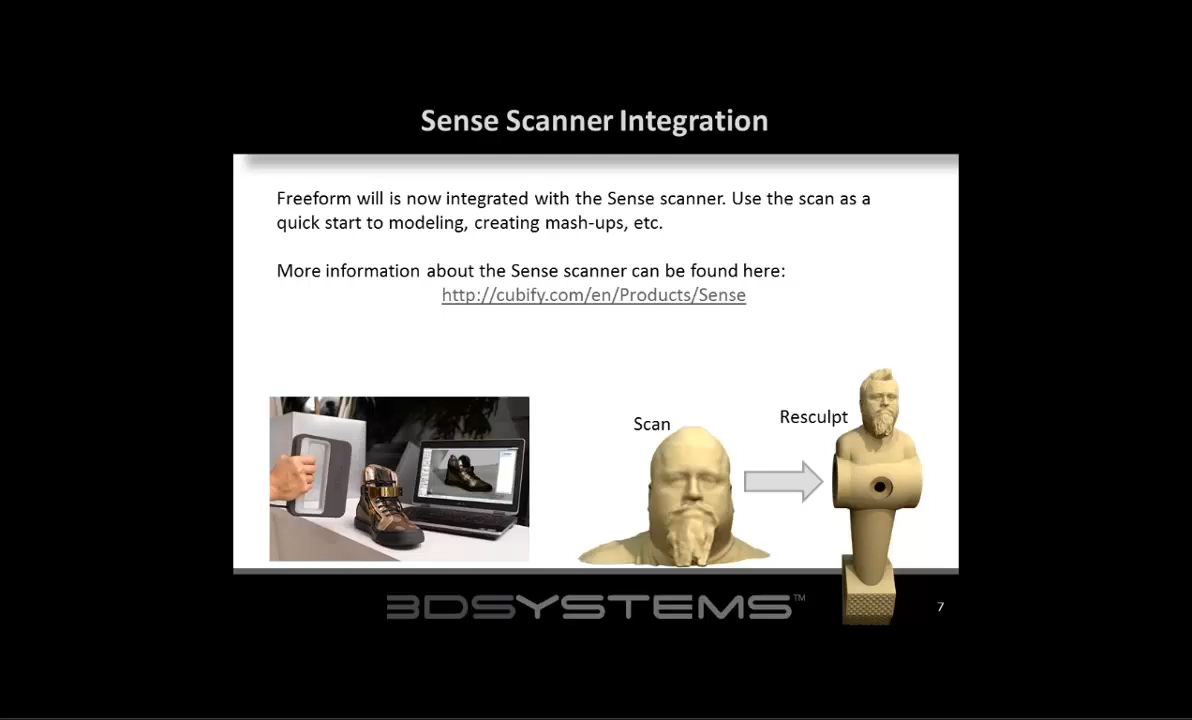 Sense Scanner Integration
Freeform will is now integrated with the Sense scanner. Use the scan as a
quick start to modeling, creating mash-ups, etc.
More information about the Sense scanner can be found here:
http://cubify.com/en/Products/Sense
Scan
Resculpt
3DSYSTEMS™
7